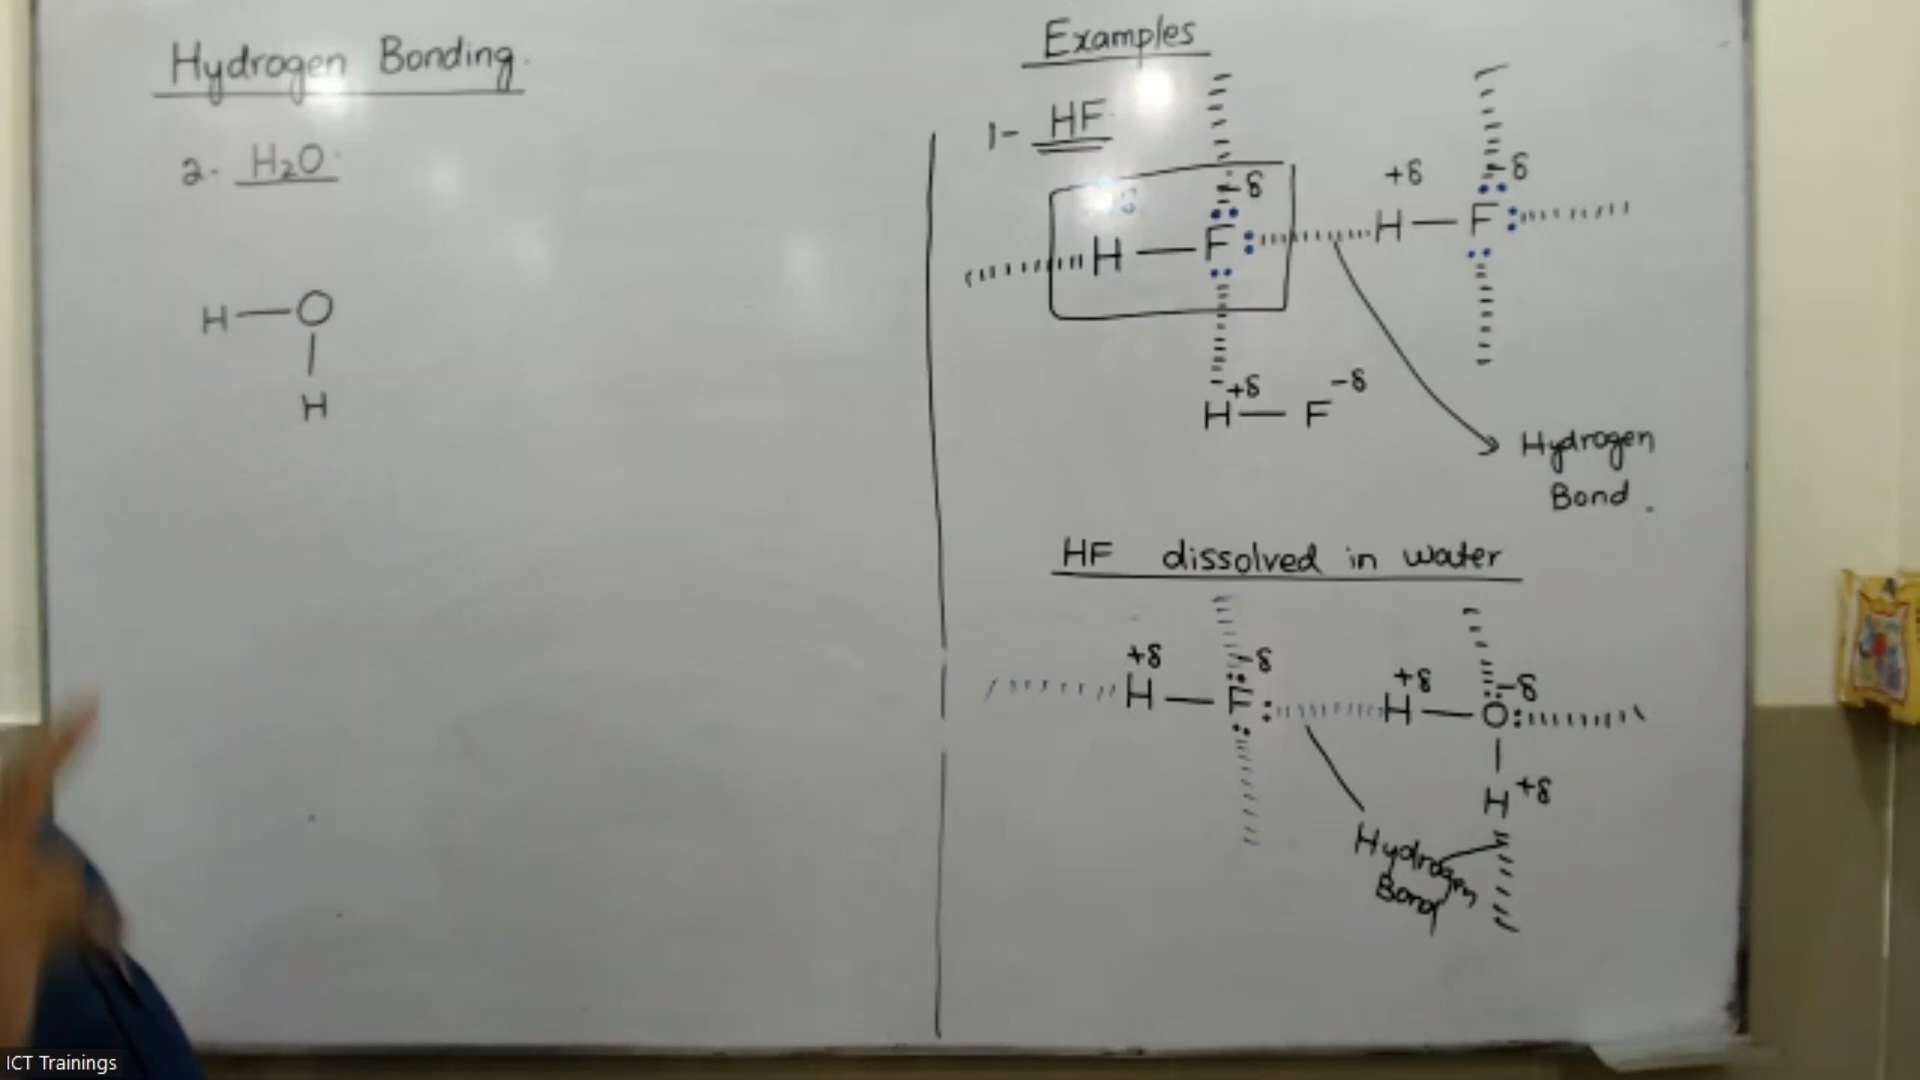 Hydrogen Bonding.
2. H₂O.
H—O
H
Examples
1- HF
-δ
+δ
-δ
H—F
H—F
+δ
-δ
H—F
Hydrogen
Bond.
HF dissolved in water
+δ
-δ
+δ
-δ
H—F
H—O
H +δ
Hydrogen
Bond
ICT Trainings